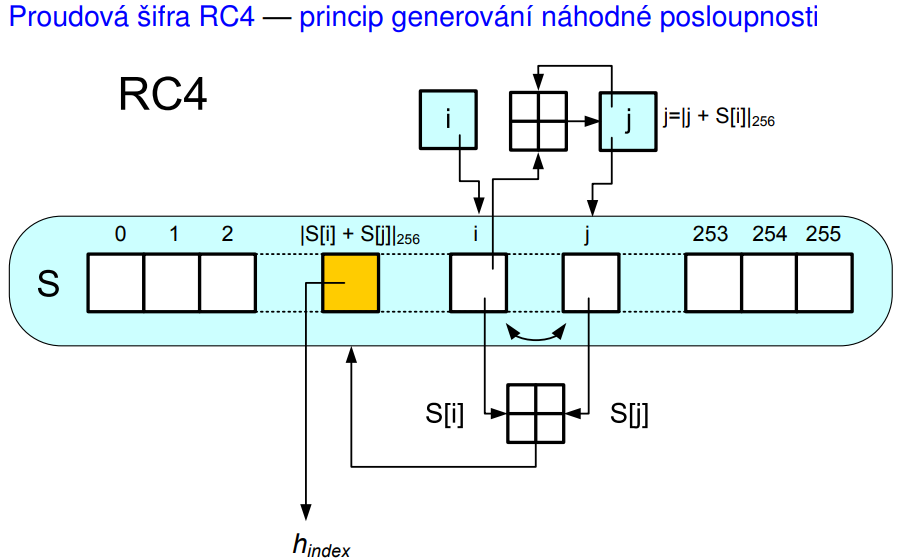 Proudová šifra RC4 — princip generování náhodné posloupnosti
RC4
i
j
j=|j + S[i]|256
0 1 2 |S[i] + S[j]|256 i j 253 254 255
S
S[i] S[j]
hindex